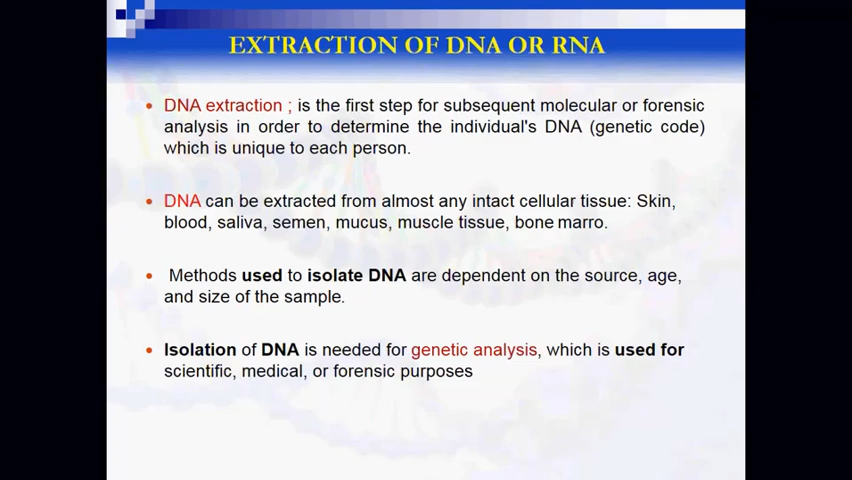 EXTRACTION OF DNA OR RNA
• DNA extraction ; is the first step for subsequent molecular or forensic
analysis in order to determine the individual's DNA (genetic code)
which is unique to each person.
• DNA can be extracted from almost any intact cellular tissue: Skin,
blood, saliva, semen, mucus, muscle tissue, bone marro.
• Methods used to isolate DNA are dependent on the source, age,
and size of the sample.
• Isolation of DNA is needed for genetic analysis, which is used for
scientific, medical, or forensic purposes